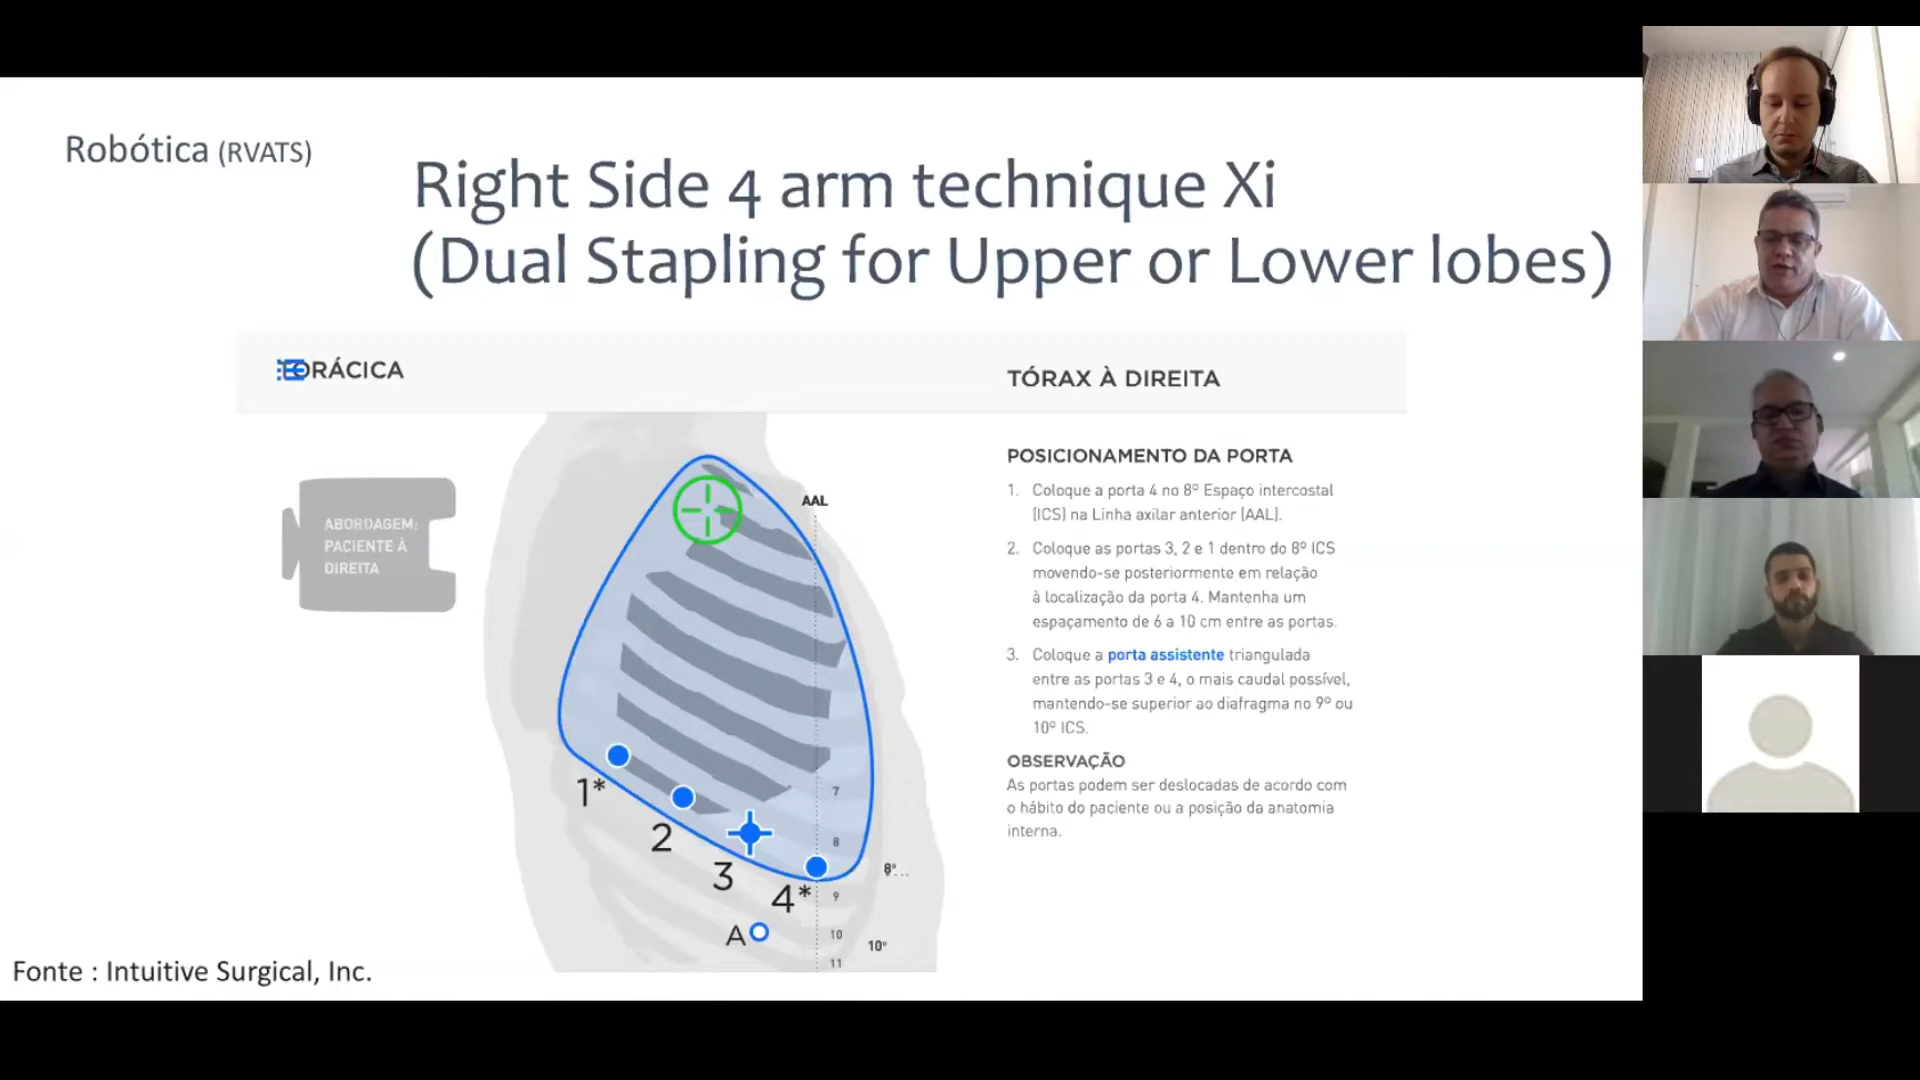 Robótica (RVATS)
Right Side 4 arm technique Xi
(Dual Stapling for Upper or Lower lobes)
TORÁCICA
TÓRAX À DIREITA
ABORDAGEM:
PACIENTE À
DIREITA
AAL
7
8
8º...
9
10
10º
11
1*
2
3
4*
A
POSICIONAMENTO DA PORTA
1. Coloque a porta 4 no 8º Espaço intercostal
(ICS) na Linha axilar anterior (AAL).
2. Coloque as portas 3, 2 e 1 dentro do 8º ICS
movendo-se posteriormente em relação
à localização da porta 4. Mantenha um
espaçamento de 6 a 10 cm entre as portas.
3. Coloque a porta assistente triangulada
entre as portas 3 e 4, o mais caudal possível,
mantendo-se superior ao diafragma no 9º ou
10º ICS.
OBSERVAÇÃO
As portas podem ser deslocadas de acordo com
o hábito do paciente ou a posição da anatomia
interna.
Fonte : Intuitive Surgical, Inc.